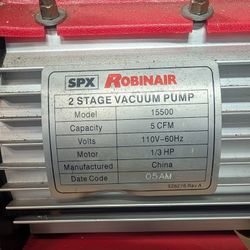 SPX ROBINAIR
2 STAGE VACUUM PUMP
Model 15500
Capacity 5 CFM
Volts 110V-60Hz
Motor 1/3 HP
Manufactured China
Date Code 05AM
Rev A